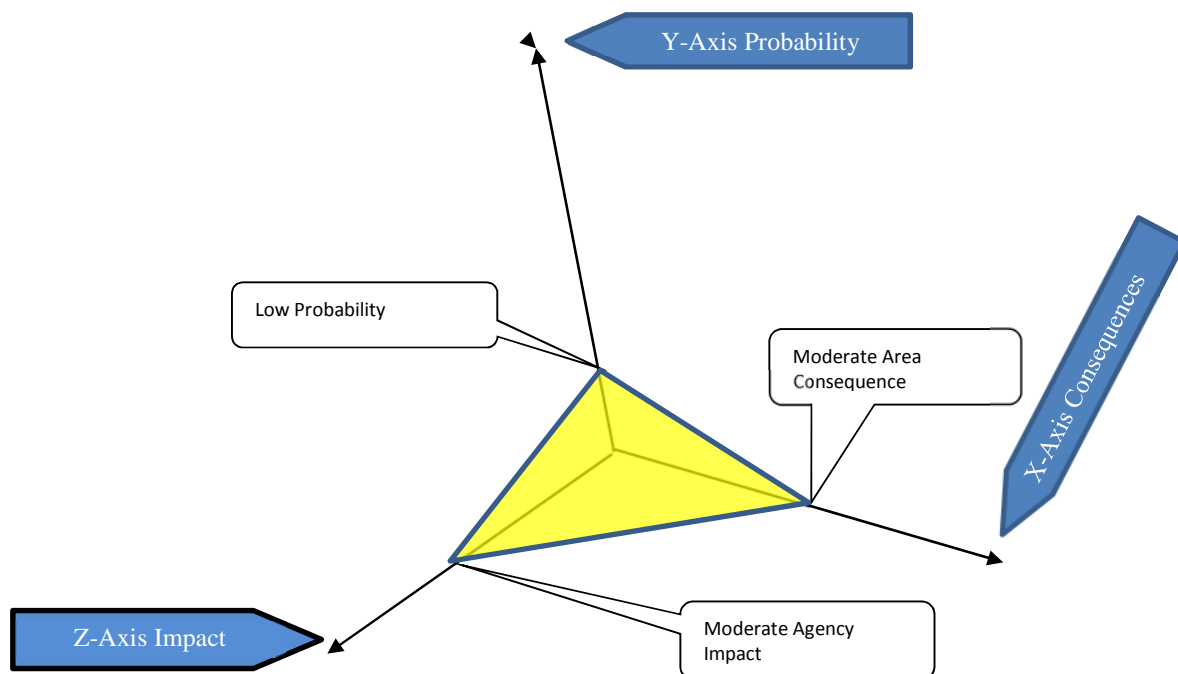 Y-Axis Probability
Low Probability
Moderate Area
Consequence
X-Axis Consequences
Z-Axis Impact
Moderate Agency
Impact